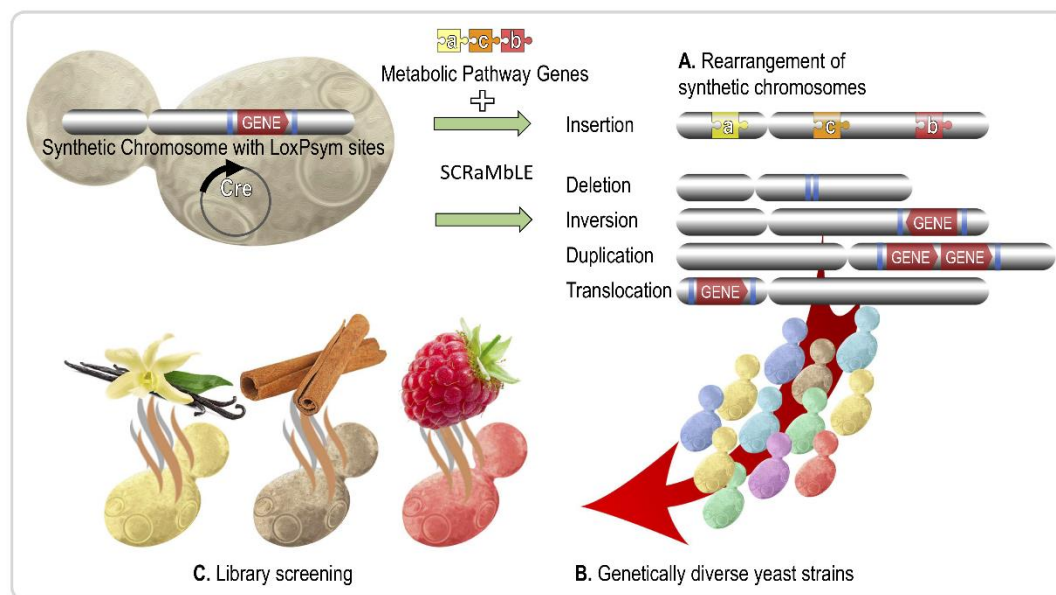 a c b
Metabolic Pathway Genes
A. Rearrangement of
synthetic chromosomes
GENE
Synthetic Chromosome with LoxPsym sites
Cre
Insertion
a c b
SCRaMbLE
Deletion
Inversion
GENE
Duplication
GENE GENE
Translocation
GENE
C. Library screening
B. Genetically diverse yeast strains